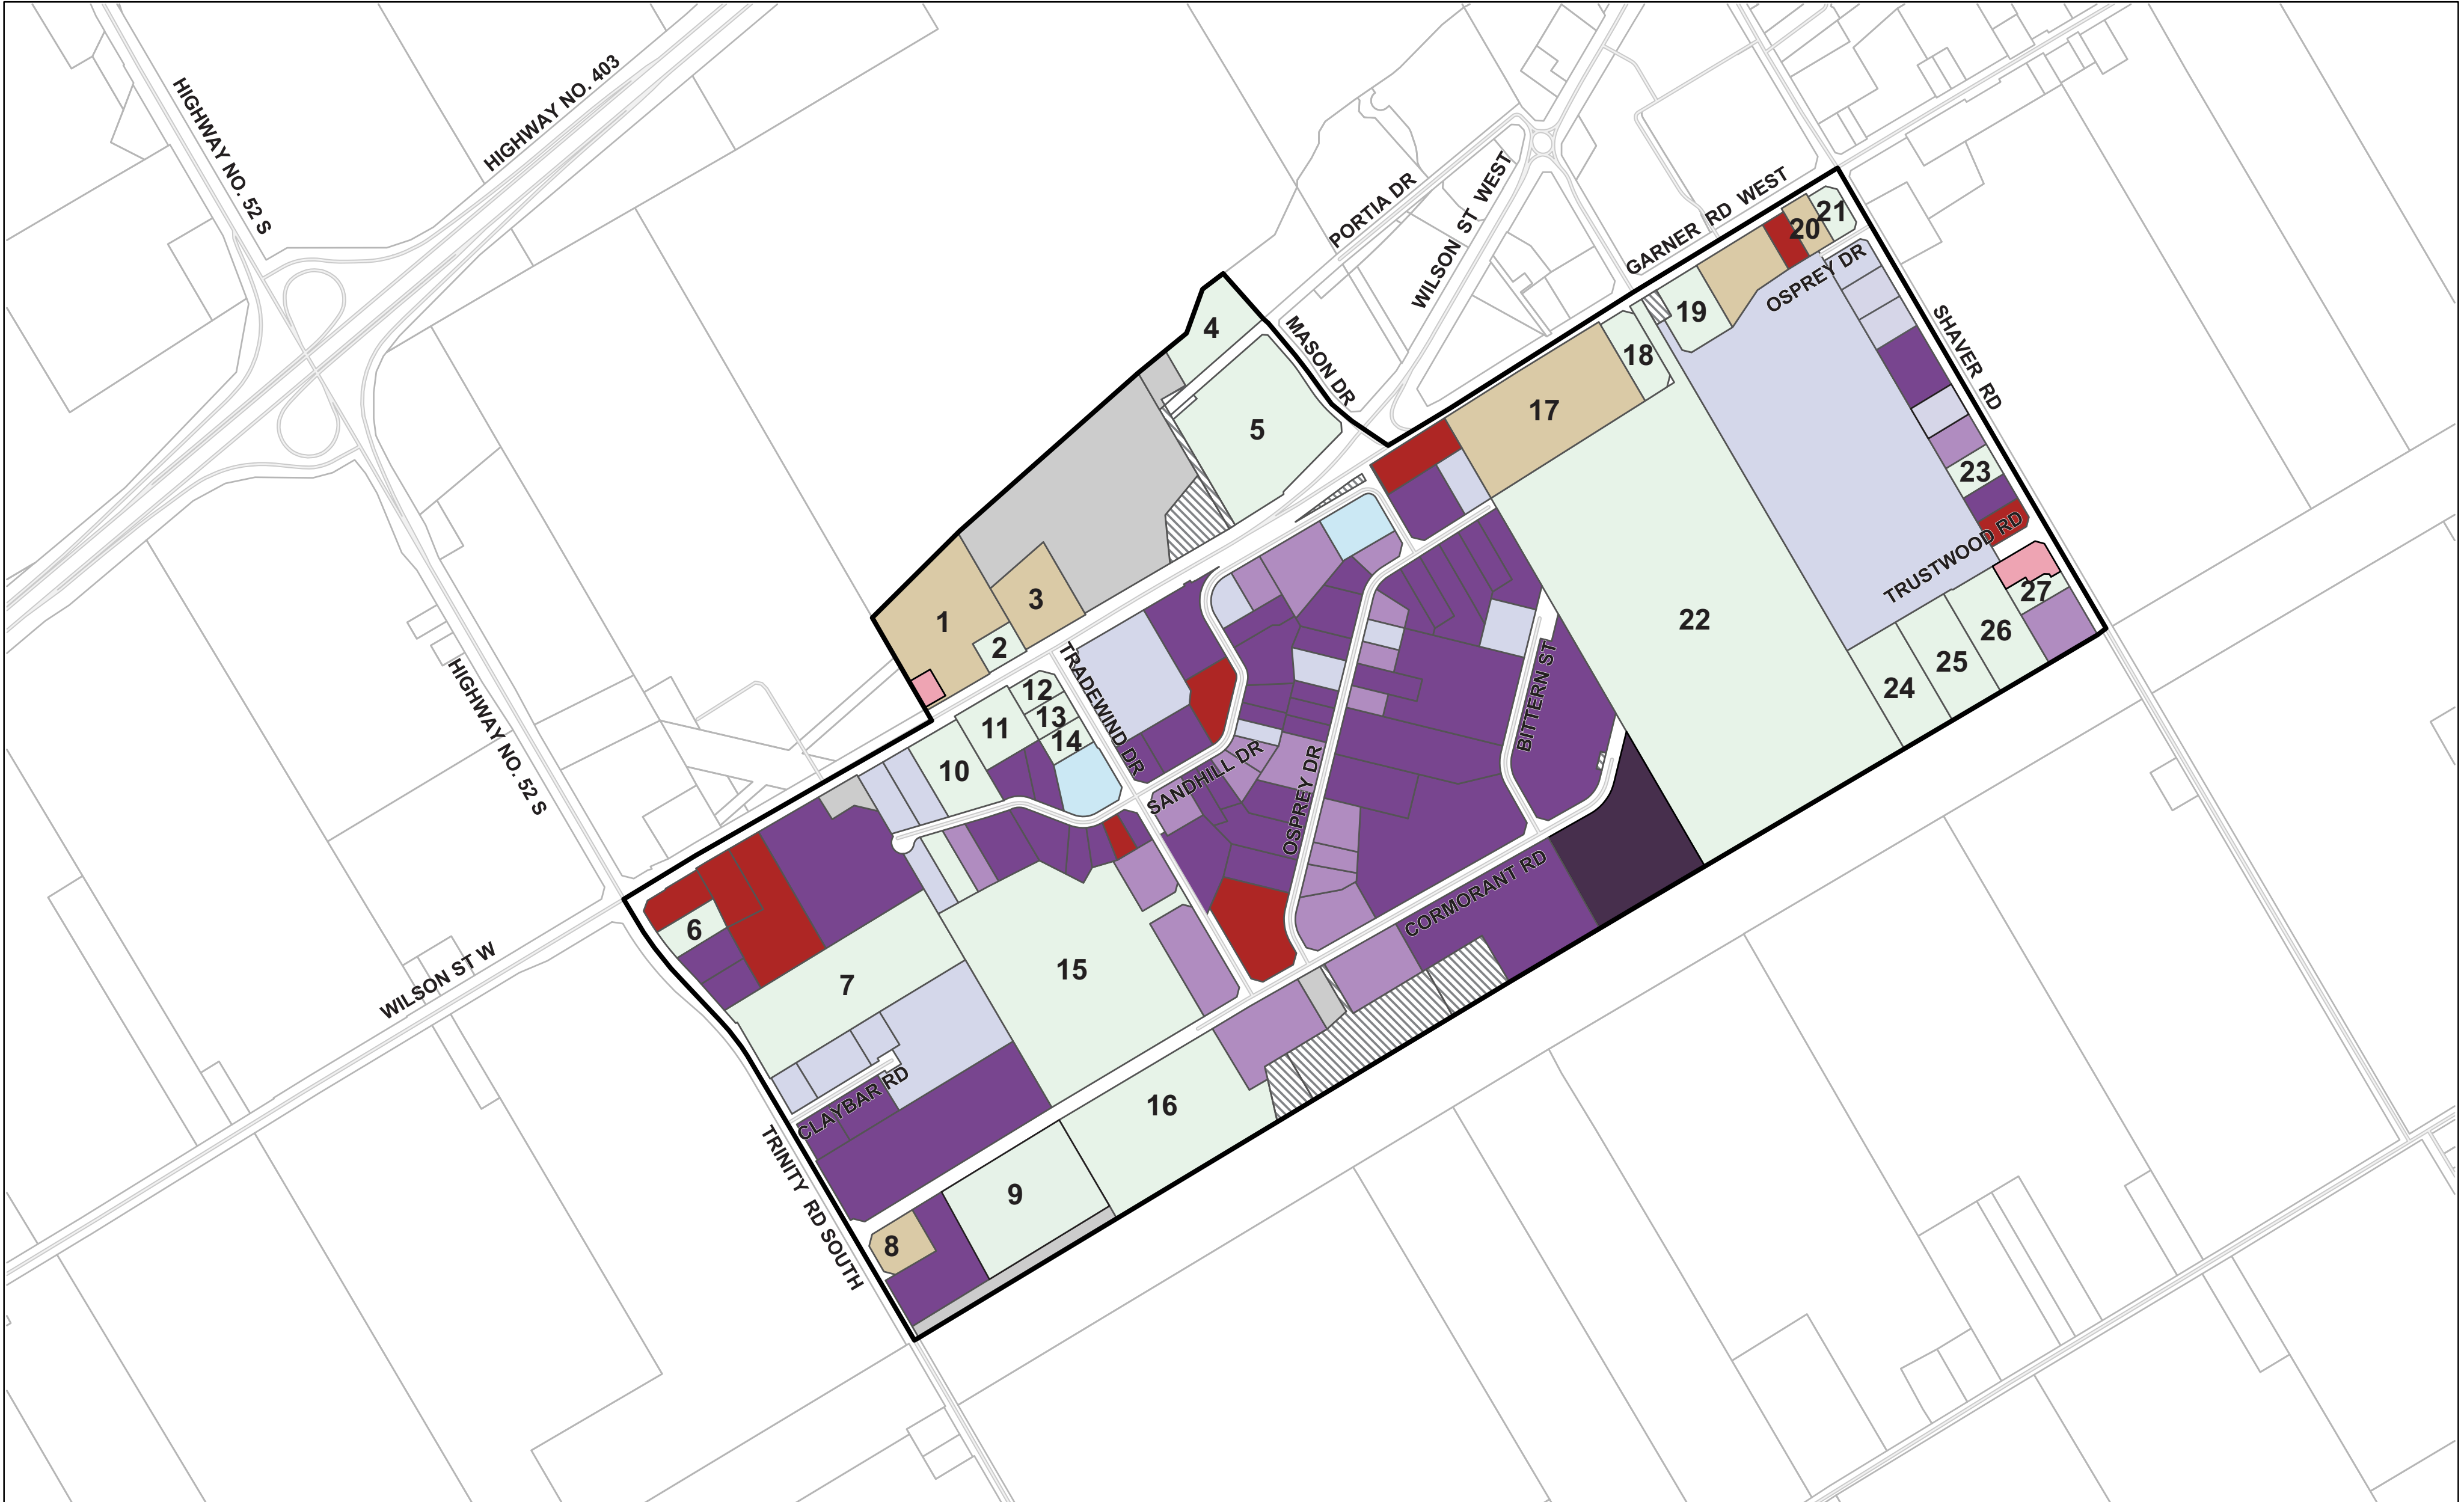 HIGHWAY NO. 52 S
HIGHWAY NO. 403
PORTIA DR
WILSON ST WEST
GARNER RD WEST
MASON DR
OSPREY DR
SHAVER RD
21
20
19
4
18
17
5
23
TRUSTWOOD RD
27
3
1
2
22
26
25
24
HIGHWAY NO. 52 S
TRADEWIND DR
12
13
11
14
10
BITTERN ST
SANDHILL DR
OSPREY DR
CORMORANT RD
6
7
15
WILSON ST W
CLAYBAR RD
16
TRINITY RD SOUTH
9
8